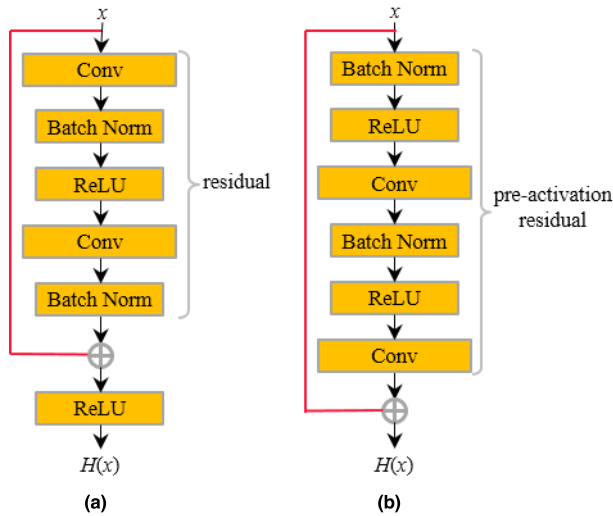 x
Conv
Batch Norm
ReLU
Conv
Batch Norm
residual
ReLU
H(x)
(a)
x
Batch Norm
ReLU
Conv
Batch Norm
ReLU
Conv
pre-activation
residual
H(x)
(b)